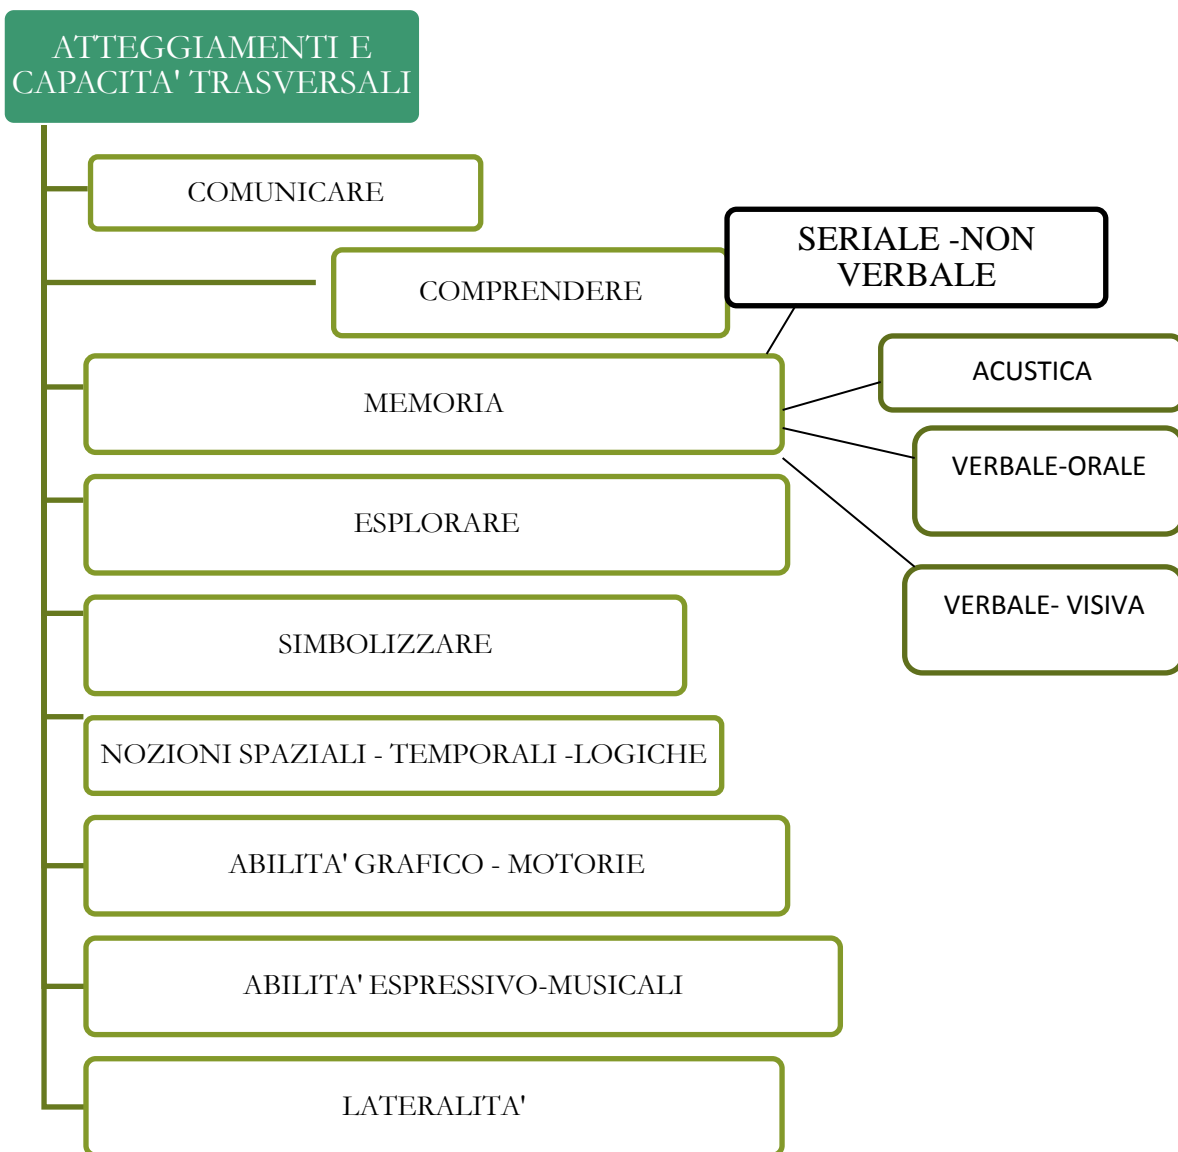 ATTEGGIAMENTI E
CAPACITA' TRASVERSALI
COMUNICARE
COMPRENDERE
SERIALE -NON
VERBALE
MEMORIA
ACUSTICA
VERBALE-ORALE
VERBALE- VISIVA
ESPLORARE
SIMBOLIZZARE
NOZIONI SPAZIALI - TEMPORALI -LOGICHE
ABILITA' GRAFICO - MOTORIE
ABILITA' ESPRESSIVO-MUSICALI
LATERALITA'